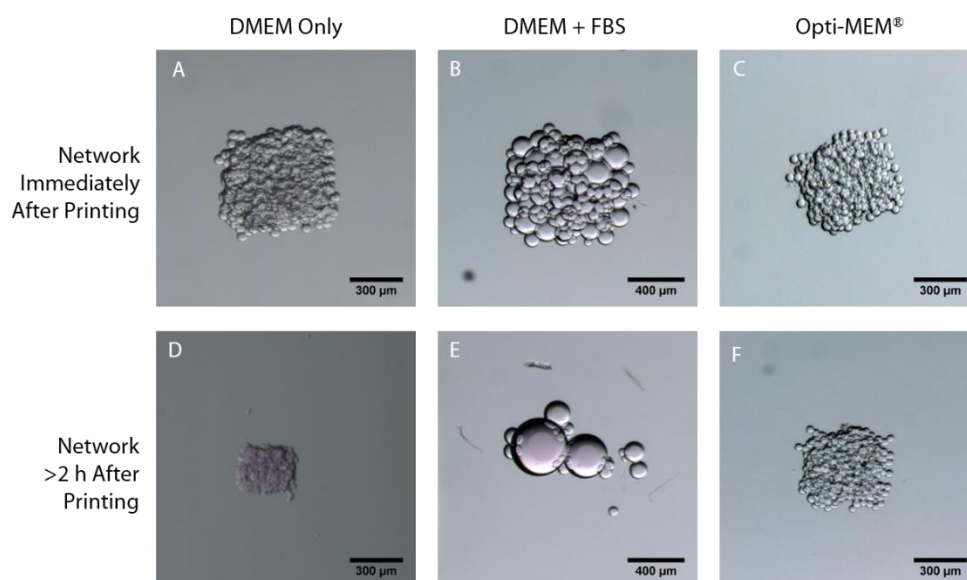 DMEM Only
DMEM + FBS
Opti-MEM®
Network
Immediately
After Printing
A
300 µm
B
400 µm
C
300 µm
Network
>2 h After
Printing
D
300 µm
E
400 µm
F
300 µm